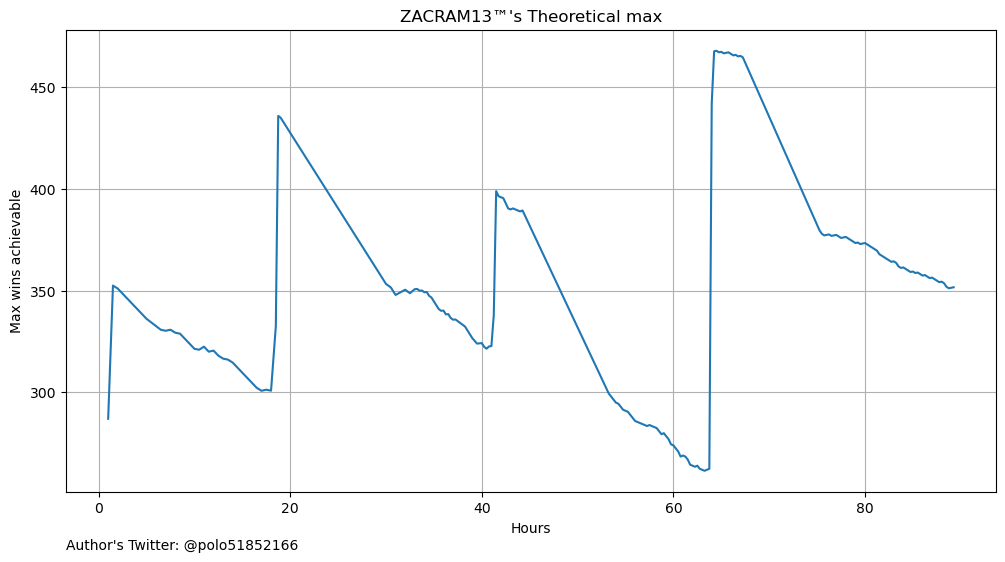 ZACRAM13™'s Theoretical max
Max wins achievable
450
400
350
300
0 20 40 60 80
Hours
Author's Twitter: @polo51852166